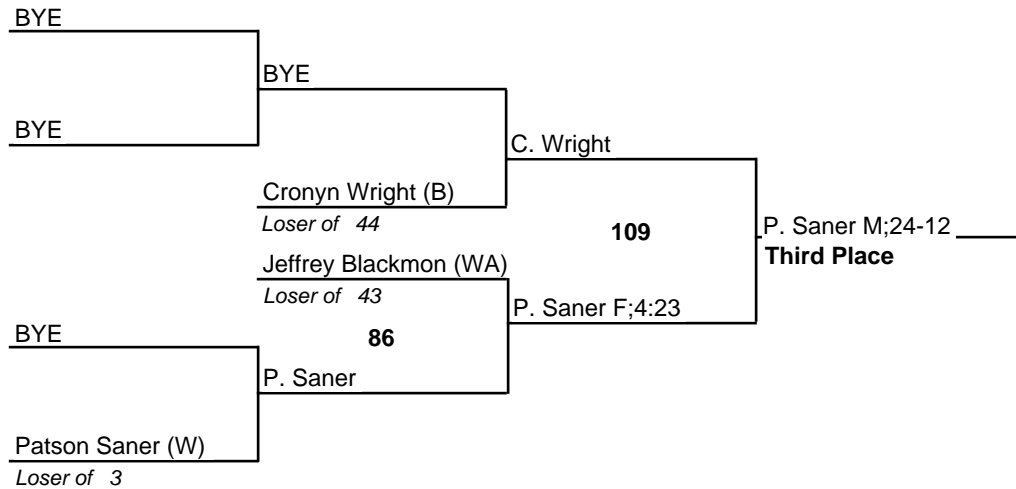 BYE
BYE
BYE
C. Wright
Cronyn Wright (B)
Loser of 44
109
P. Saner M;24-12
Third Place
Jeffrey Blackmon (WA)
Loser of 43
P. Saner F;4:23
BYE
86
P. Saner
Patson Saner (W)
Loser of 3